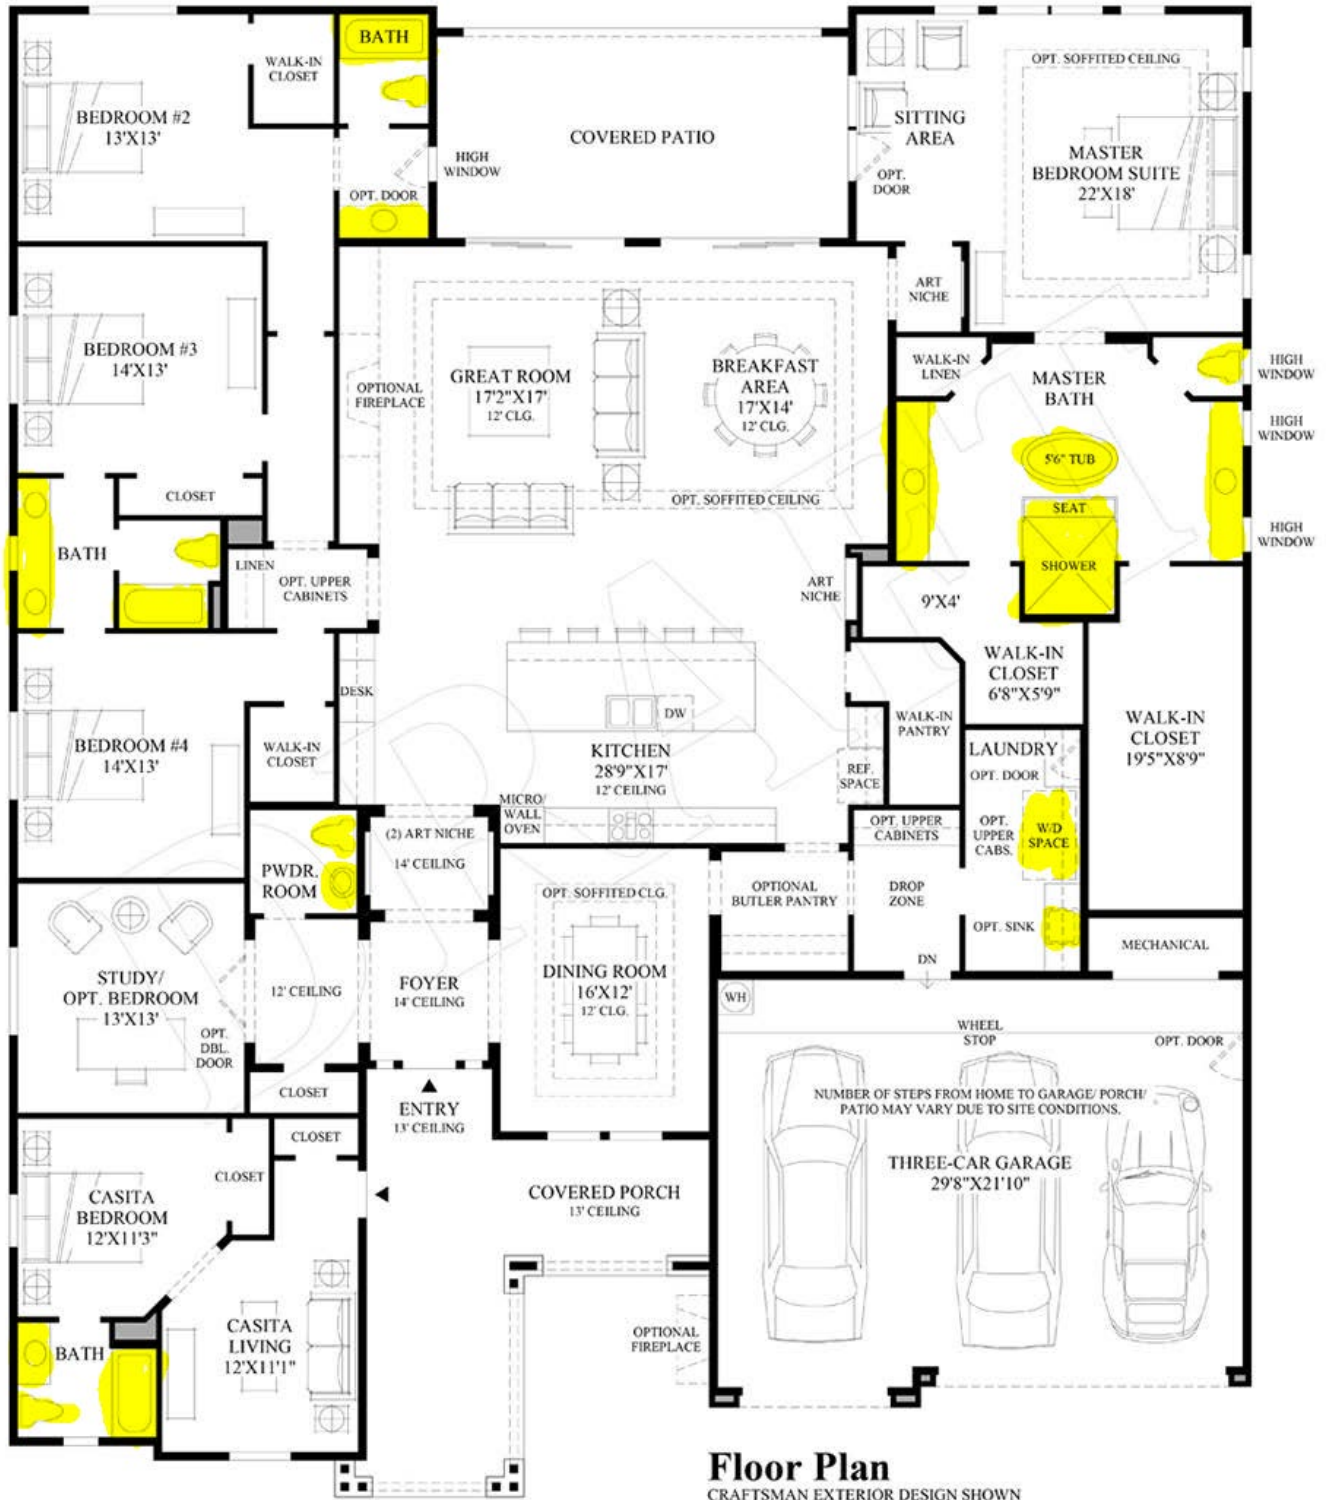 BATH
WALK-IN
CLOSET
BEDROOM #2
13'X13'
HIGH
WINDOW
OPT. DOOR
COVERED PATIO
SITTING
AREA
OPT.
DOOR
OPT. SOFFITED CEILING
MASTER
BEDROOM SUITE
22'X18'
ART
NICHE
BEDROOM #3
14'X13'
OPTIONAL
FIREPLACE
GREAT ROOM
17'2"X17'
12' CLG.
BREAKFAST
AREA
17'X14'
12' CLG.
OPT. SOFFITED CEILING
WALK-IN
LINEN
MASTER
BATH
HIGH
WINDOW
HIGH
WINDOW
HIGH
WINDOW
5'6" TUB
SEAT
SHOWER
CLOSET
BATH
LINEN
OPT. UPPER
CABINETS
ART
NICHE
9'X4'
WALK-IN
CLOSET
6'8"X5'9"
DESK
DW
WALK-IN
PANTRY
BEDROOM #4
14'X13'
WALK-IN
CLOSET
KITCHEN
28'9"X17'
12' CEILING
REF.
SPACE
LAUNDRY
OPT. DOOR
WALK-IN
CLOSET
19'5"X8'9"
MICRO/
WALL
OVEN
OPT. UPPER
CABINETS
OPT.
UPPER
CABS.
W/D
SPACE
(2) ART NICHE
14' CEILING
PWDR.
ROOM
OPT. SOFFITED CLG.
OPTIONAL
BUTLER PANTRY
DROP
ZONE
OPT. SINK
MECHANICAL
DN
STUDY/
OPT. BEDROOM
13'X13'
OPT.
DBL.
DOOR
12' CEILING
FOYER
14' CEILING
DINING ROOM
16'X12'
12' CLG.
WH
WHEEL
STOP
OPT. DOOR
CLOSET
ENTRY
13' CEILING
NUMBER OF STEPS FROM HOME TO GARAGE/ PORCH/
PATIO MAY VARY DUE TO SITE CONDITIONS.
CLOSET
CLOSET
CASITA
BEDROOM
12'X11'3"
COVERED PORCH
13' CEILING
THREE-CAR GARAGE
29'8"X21'10"
BATH
CASITA
LIVING
12'X11'1"
OPTIONAL
FIREPLACE
DRAFT
Floor Plan
CRAFTSMAN EXTERIOR DESIGN SHOWN